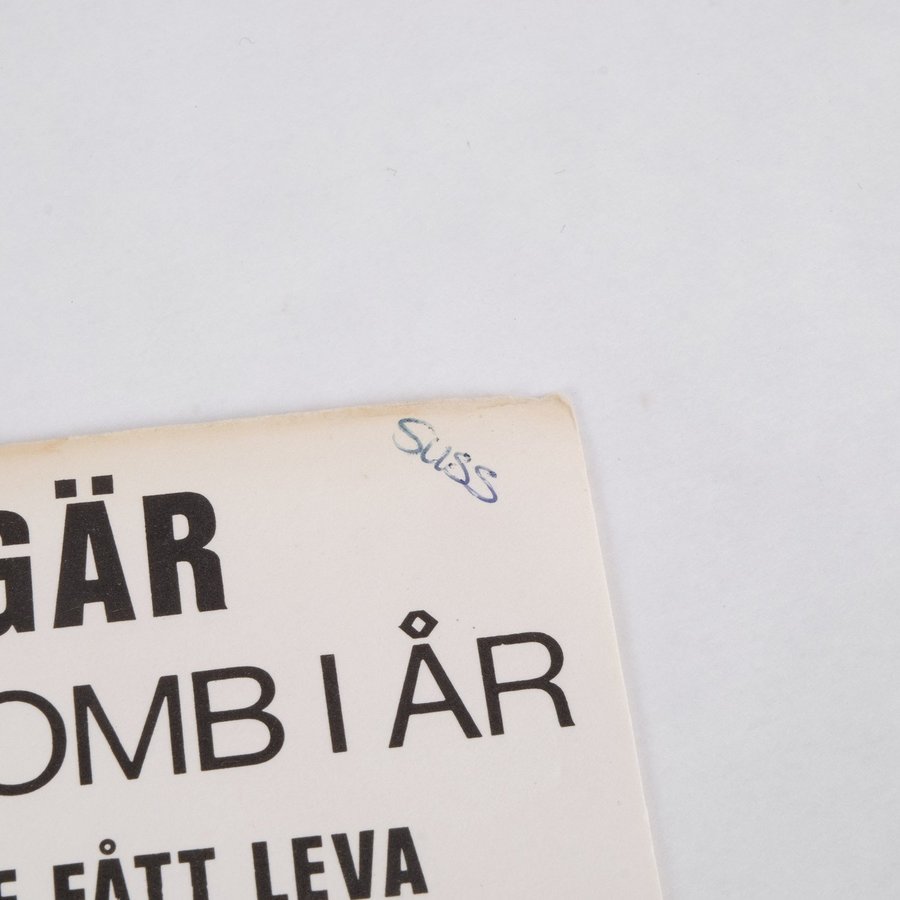 Suss
GÄR
OMB I ÅR
E FÅTT LEVA